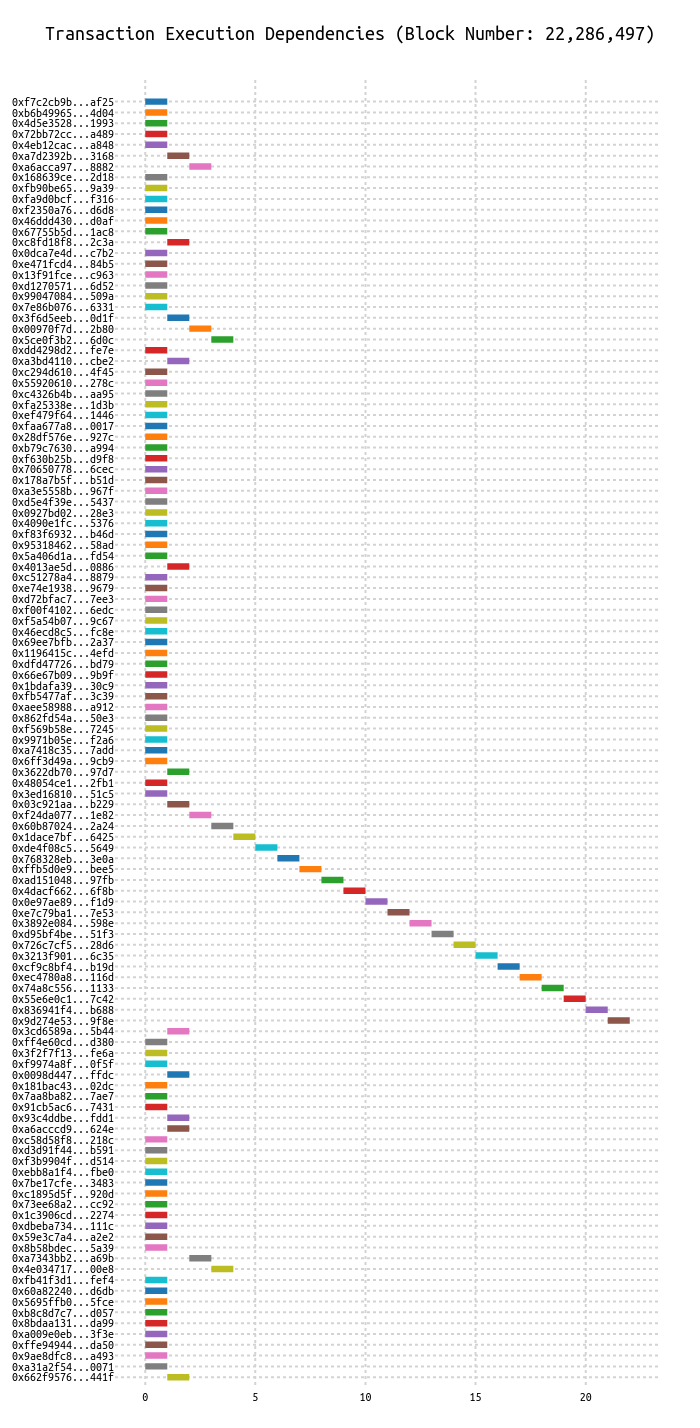 Transaction Execution Dependencies (Block Number: 22,286,497)
0xf7c2cb9b...af25
0xb6b49965...4d04
0x4d5e3528...1993
0x72bb72cc...a489
0x4eb12cac...a848
0xa7d2392b...3168
0xa6acca97...8882
0x168639ce...2d18
0xfb90be65...9a39
0xfa9d0bcf...f316
0xf2350a76...d6d8
0x46ddd430...d0af
0x67755b5d...1ac8
0xc8fd18f8...2c3a
0x0dca7e4d...c7b2
0xe471fcd4...84b5
0x13f91fce...c963
0xd1270571...6d52
0x99047084...509a
0x7e86b076...6331
0x3f6d5eeb...0d1f
0x00970f7d...2b80
0x5ce0f3b2...6d0c
0xdd4298d2...fe7e
0xa3bd4110...cbe2
0xc294d610...4f45
0x55920610...278c
0xc4326b4b...aa95
0xfa25338e...1d3b
0xef479f64...1446
0xfaa677a8...0017
0x28df576e...927c
0xb79c7630...a994
0xf630b25b...d9f8
0x70650778...6cec
0x178a7b5f...b51d
0xa3e5558b...967f
0xd5e4f39e...5437
0x0927bd02...28e3
0x4090e1fc...5376
0xf83f6932...b46d
0x95318462...58ad
0x5a406d1a...fd54
0x4013ae5d...0886
0xc51278a4...8879
0xe74e1938...9679
0xd72bfac7...7ee3
0xf00f4102...6edc
0xf5a54b07...9c67
0x46ecd8c5...fc8e
0x69ee7bfb...2a37
0x1196415c...4efd
0xdfd47726...bd79
0x66e67b09...9b9f
0x1bdafa39...30c9
0xfb5477af...3c39
0xaee58988...a912
0x862fd54a...50e3
0xf569b58e...7245
0x9971b05e...f2a6
0xa7418c35...7add
0x6ff3d49a...9cb9
0x3622db70...97d7
0x48054ce1...2fb1
0x3ed16810...51c5
0x03c921aa...b229
0xf24da077...1e82
0x60b87024...2a24
0x1dace7bf...6425
0xde4f08c5...5649
0x768328eb...3e0a
0xffb5d0e9...bee5
0xad151048...97fb
0x4dacf662...6f8b
0x0e97ae89...f1d9
0xe7c79ba1...7e53
0x3892e084...598e
0xd95bf4be...51f3
0x726c7cf5...28d6
0x3213f901...6c35
0xcf9c8bf4...b19d
0xec4780a8...116d
0x74a8c556...1133
0x55e6e0c1...7c42
0x836941f4...b688
0x9d274e53...9f8e
0x3cd6589a...5b44
0xff4e60cd...d380
0x3f2f7f13...fe6a
0xf9974a8f...0f5f
0x0098d447...ffdc
0x181bac43...02dc
0x7aa8ba82...7ae7
0x91cb5ac6...7431
0x93c4ddbe...fdd1
0xa6acccd9...624e
0xc58d58f8...218c
0xd3d91f44...b591
0xf3b9904f...d514
0xebb8a1f4...fbe0
0x7be17cfe...3483
0xc1895d5f...920d
0x73ee68a2...cc92
0x1c3906cd...2274
0xdbeba734...111c
0x59e3c7a4...a2e2
0x8b58bdec...5a39
0xa7343bb2...a69b
0x4e034717...00e8
0xfb41f3d1...fef4
0x60a82240...d6db
0x5695ffb0...5fce
0xb8c8d7c7...d057
0x8bdaa131...da99
0xa009e0eb...3f3e
0xffe94944...da50
0x9ae8dfc8...a493
0xa31a2f54...0071
0x662f9576...441f
0 5 10 15 20